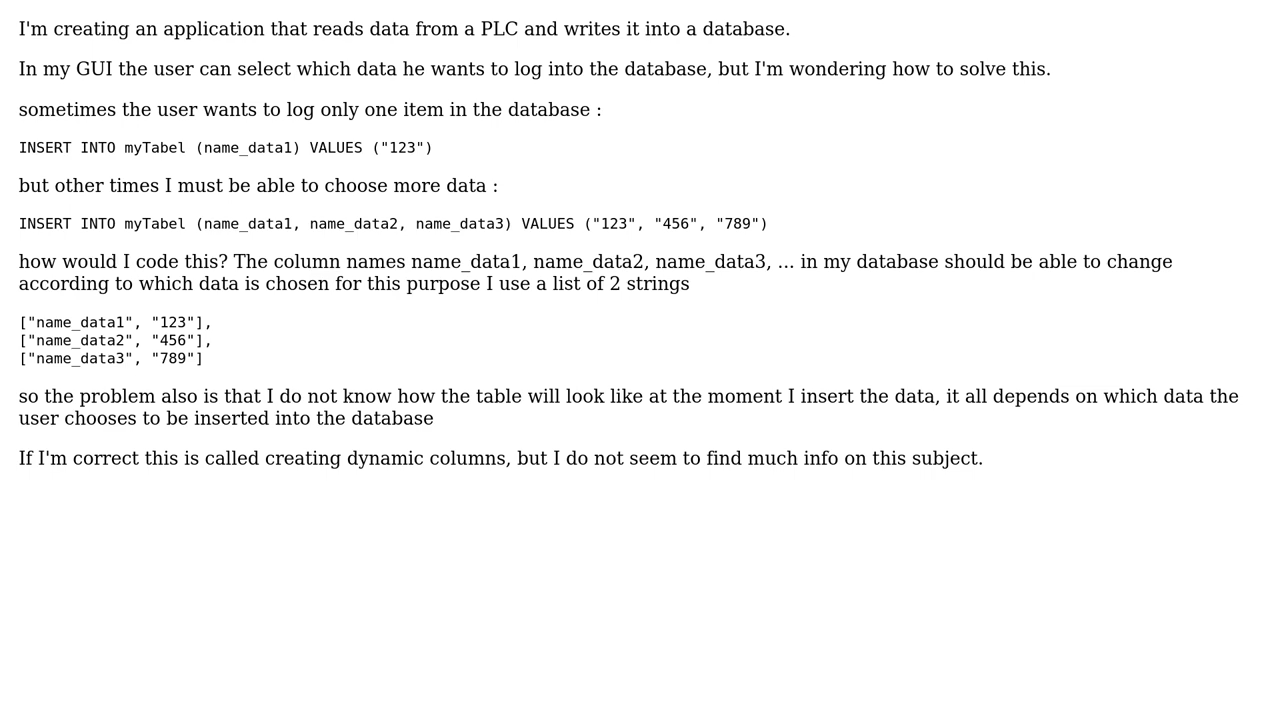 I'm creating an application that reads data from a PLC and writes it into a database.
In my GUI the user can select which data he wants to log into the database, but I'm wondering how to solve this.
sometimes the user wants to log only one item in the database :
INSERT INTO myTabel (name_data1) VALUES ("123")
but other times I must be able to choose more data :
INSERT INTO myTabel (name_data1, name_data2, name_data3) VALUES ("123", "456", "789")
how would I code this? The column names name_data1, name_data2, name_data3, ... in my database should be able to change
according to which data is chosen for this purpose I use a list of 2 strings
["name_data1", "123"],
["name_data2", "456"],
["name_data3", "789"]
so the problem also is that I do not know how the table will look like at the moment I insert the data, it all depends on which data the
user chooses to be inserted into the database
If I'm correct this is called creating dynamic columns, but I do not seem to find much info on this subject.